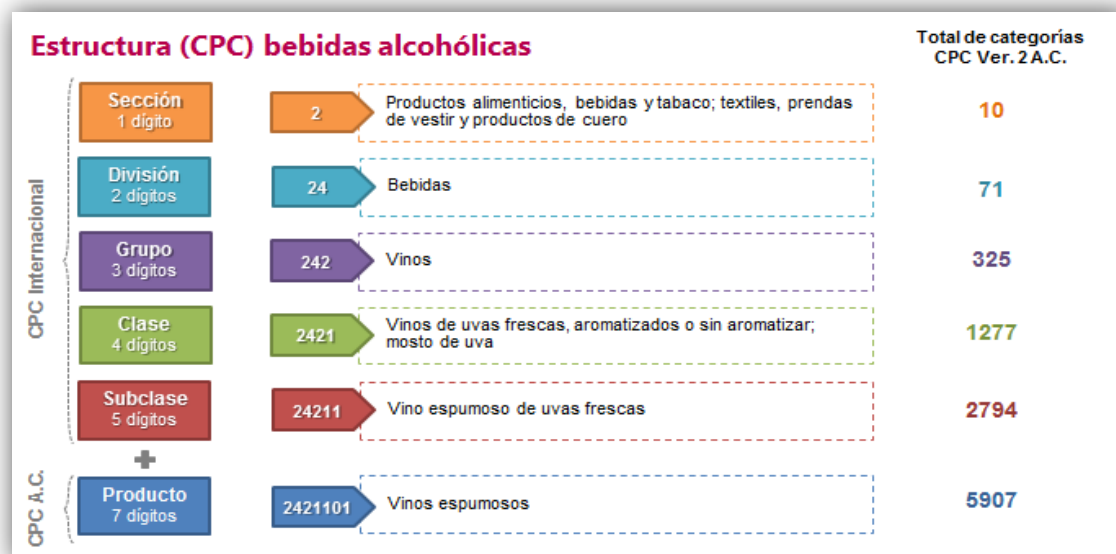 Estructura (CPC) bebidas alcohólicas
Total de categorías
CPC Ver. 2 A.C.
CPC Internacional
Sección
1 dígito
2
Productos alimenticios, bebidas y tabaco; textiles, prendas
de vestir y productos de cuero
10
División
2 dígitos
24
Bebidas
71
Grupo
3 dígitos
242
Vinos
325
Clase
4 dígitos
2421
Vinos de uvas frescas, aromatizados o sin aromatizar;
mosto de uva
1277
Subclase
5 dígitos
24211
Vino espumoso de uvas frescas
2794
+
CPC A.C.
Producto
7 dígitos
2421101
Vinos espumosos
5907